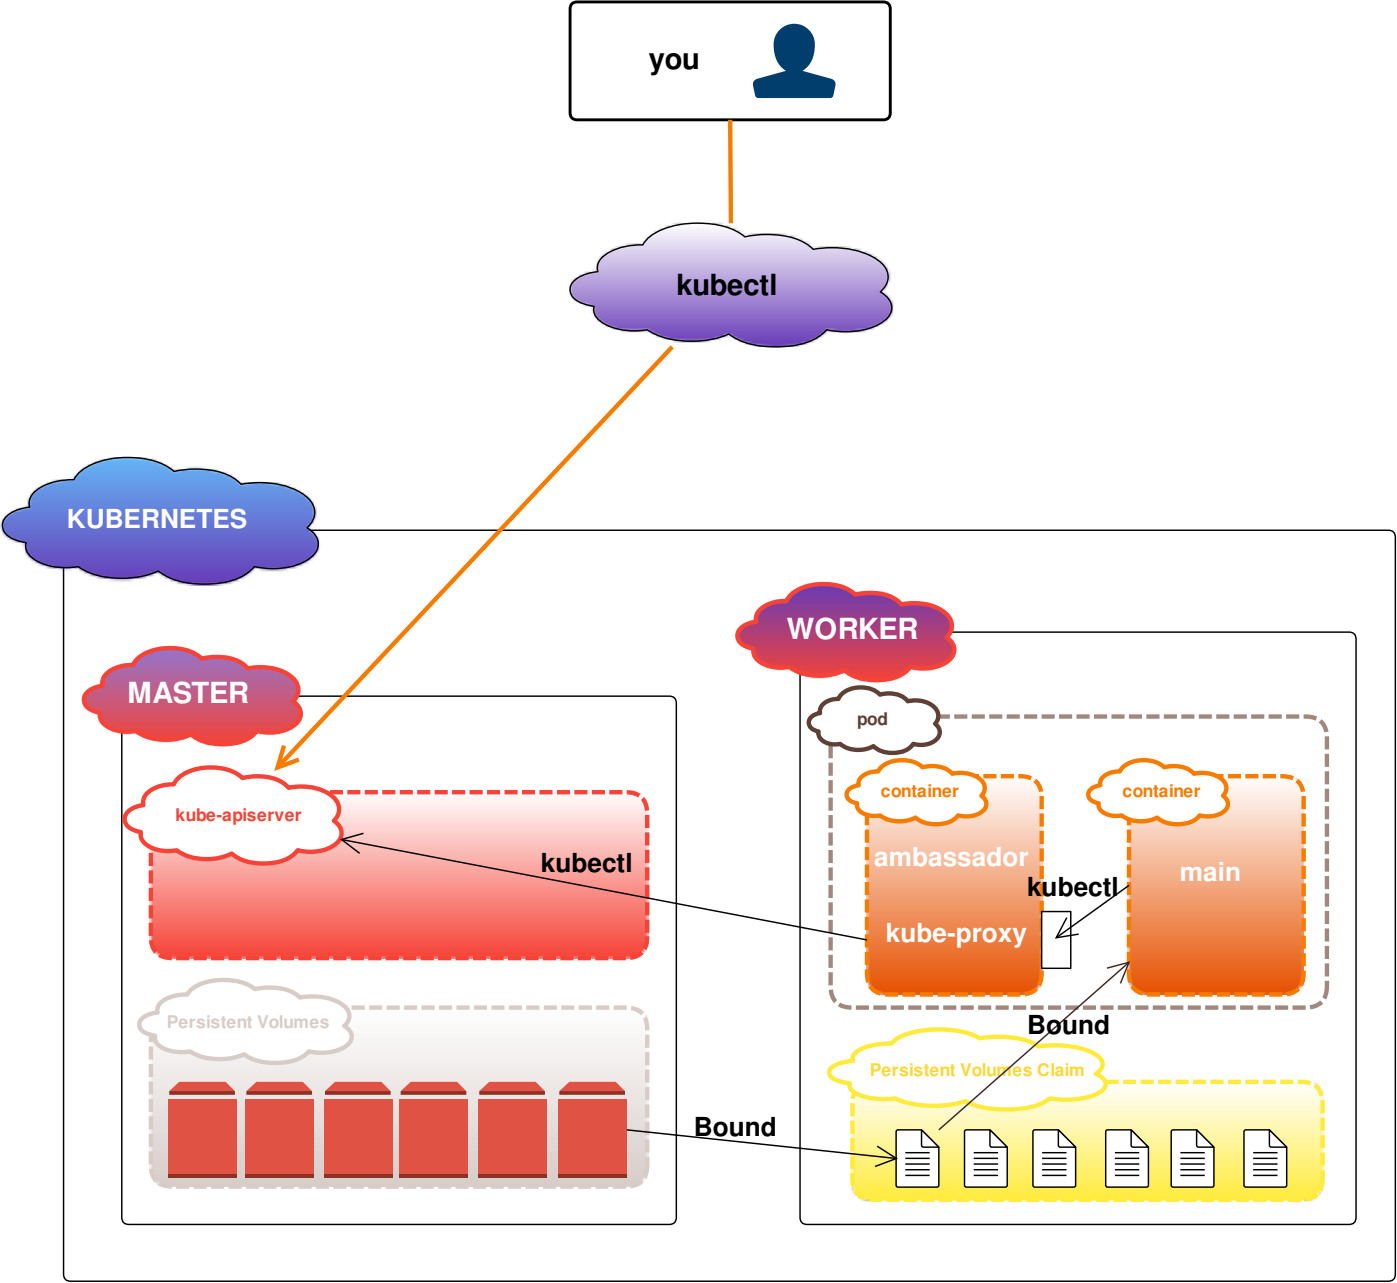 you
kubectl
KUBERNETES
WORKER
MASTER
pod
container
container
kube-apiserver
ambassador
kubectl
main
kubectl
kube-proxy
Persistent Volumes
Bound
Persistent Volumes Claim
Bound